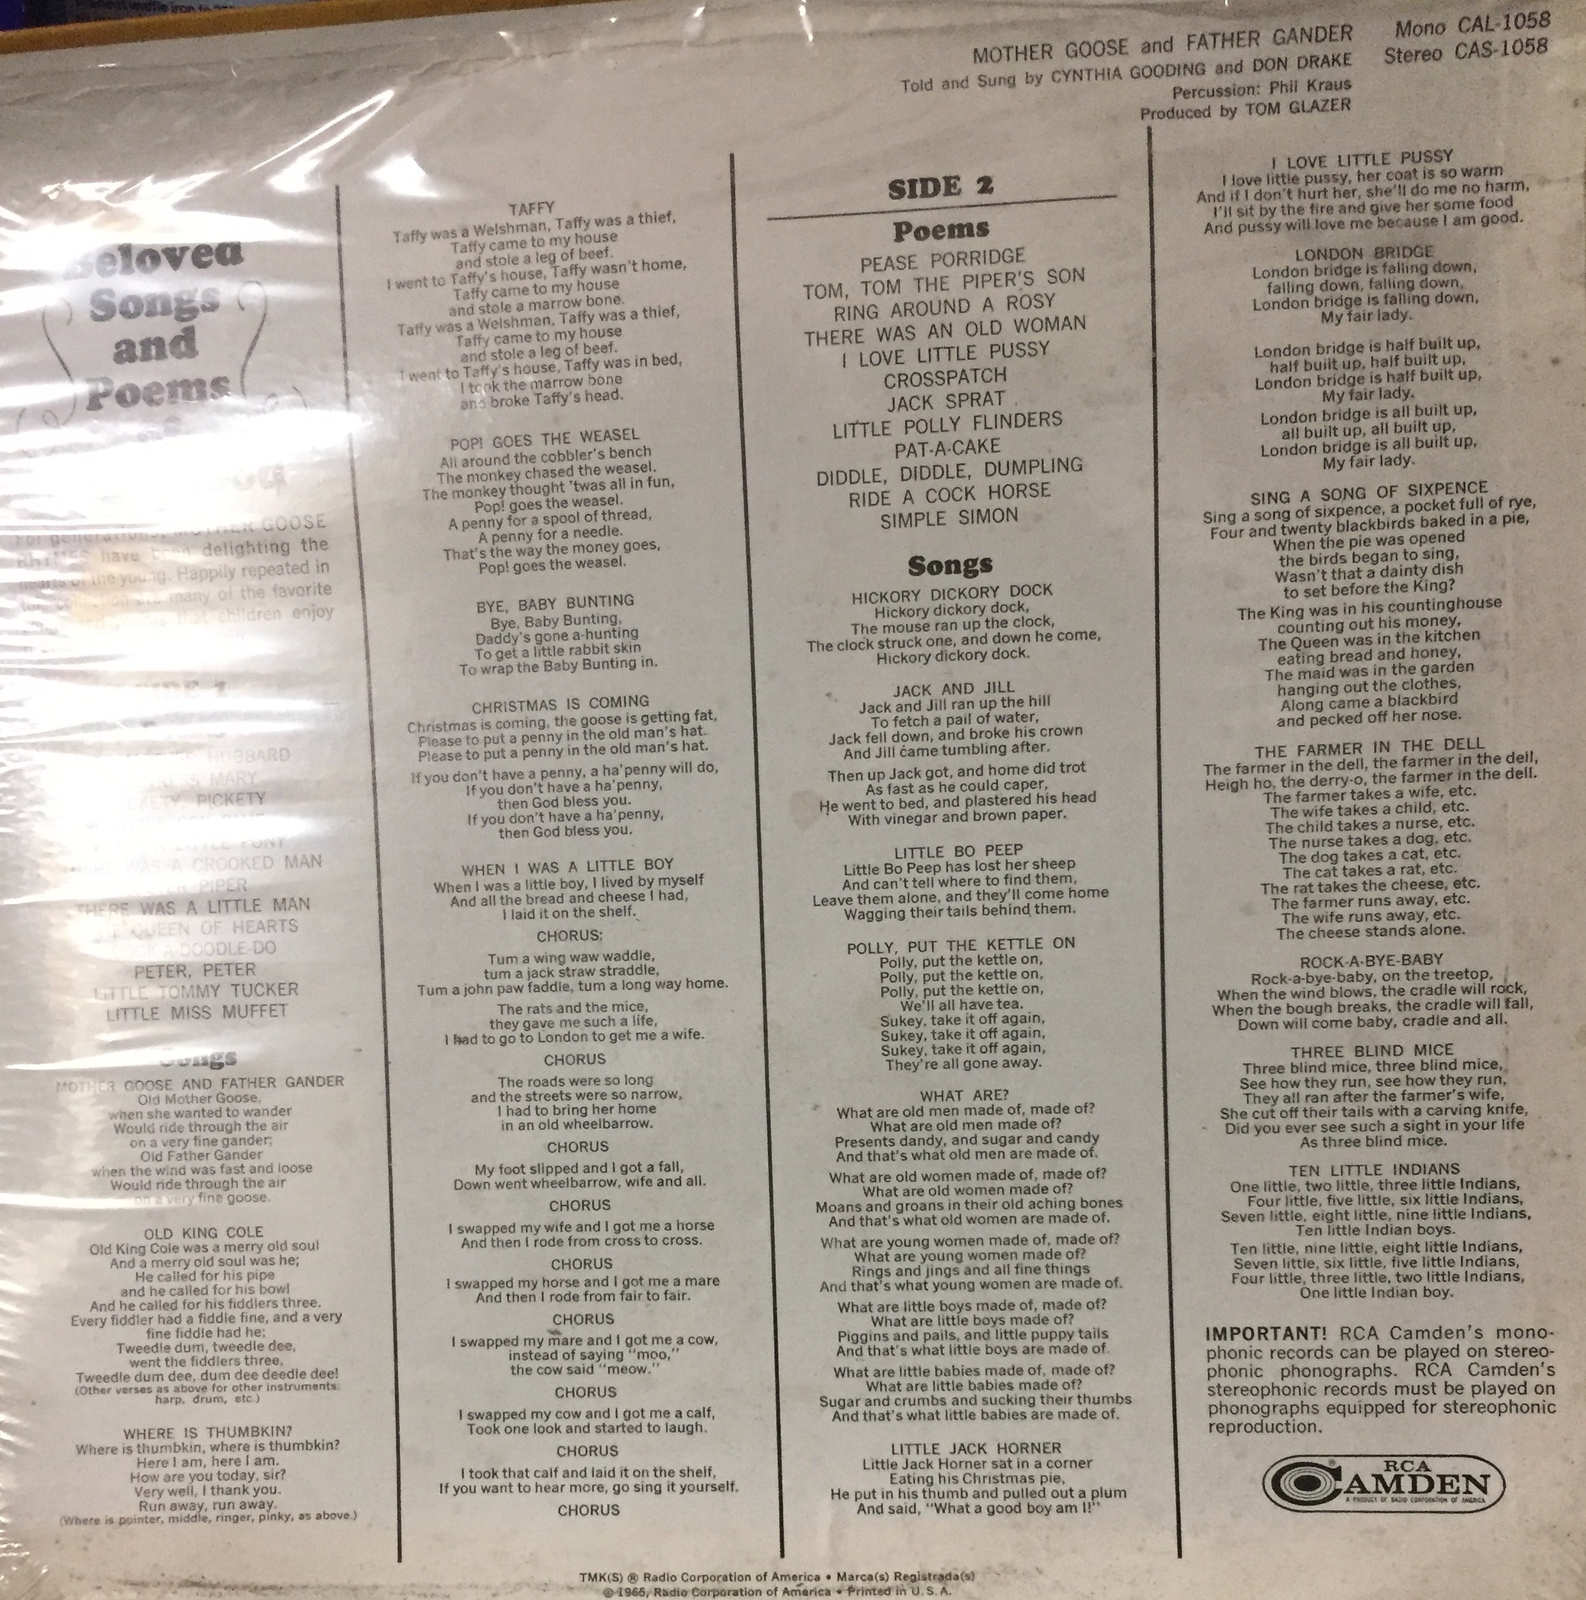 MOTHER GOOSE and FATHER GANDER
Mono CAL-1058
Told and Sung by CYNTHIA GOODING and DON DRAKE
Stereo CAS-1058
Percussion: Phil Kraus
Produced by TOM GLAZER
Beloved
Songs
and
Poems
GOOSE
have delighting the
the young. Happily repeated in
many of the favorite
that children enjoy
HUBBARD
MARY
PICKETY
PONY
A CROOKED MAN
PIPER
THERE WAS A LITTLE MAN
QUEEN OF HEARTS
A-DOODLE-DO
PETER, PETER
LITTLE TOMMY TUCKER
LITTLE MISS MUFFET
Songs
MOTHER GOOSE AND FATHER GANDER
Old Mother Goose,
when she wanted to wander
Would ride through the air
on a very fine gander;
Old Father Gander
when the wind was fast and loose
Would ride through the air
on a very fine goose.
OLD KING COLE
Old King Cole was a merry old soul
And a merry old soul was he;
He called for his pipe
and he called for his bowl
And he called for his fiddlers three.
Every fiddler had a fiddle fine, and a very
fine fiddle had he;
Tweedle dum, tweedle dee,
went the fiddlers three,
Tweedle dum dee, dum dee deedle dee!
(Other verses as above for other instruments,
harp, drum, etc.)
WHERE IS THUMBKIN?
Where is thumbkin, where is thumbkin?
Here I am, here I am.
How are you today, sir?
Very well, I thank you.
Run away, run away.
(Where is pointer, middle, ringer, pinky, as above.)
TAFFY
Taffy was a Welshman, Taffy was a thief,
Taffy came to my house
and stole a leg of beef.
I went to Taffy's house, Taffy wasn't home,
Taffy came to my house
and stole a marrow bone.
Taffy was a Welshman, Taffy was a thief,
Taffy came to my house
and stole a leg of beef.
I went to Taffy's house, Taffy was in bed,
I took the marrow bone
and broke Taffy's head.
POP! GOES THE WEASEL
All around the cobbler's bench
The monkey chased the weasel.
The monkey thought 'twas all in fun,
Pop! goes the weasel.
A penny for a spool of thread,
A penny for a needle.
That's the way the money goes,
Pop! goes the weasel.
BYE, BABY BUNTING
Bye, Baby Bunting,
Daddy's gone a-hunting
To get a little rabbit skin
To wrap the Baby Bunting in.
CHRISTMAS IS COMING
Christmas is coming, the goose is getting fat,
Please to put a penny in the old man's hat.
Please to put a penny in the old man's hat.
If you don't have a penny, a ha'penny will do,
If you don't have a ha'penny,
then God bless you.
If you don't have a ha'penny,
then God bless you.
WHEN I WAS A LITTLE BOY
When I was a little boy, I lived by myself
And all the bread and cheese I had,
I laid it on the shelf.
CHORUS:
Tum a wing waw waddle,
tum a jack straw straddle,
Tum a john paw faddle, tum a long way home.
The rats and the mice,
they gave me such a life,
I had to go to London to get me a wife.
CHORUS
The roads were so long
and the streets were so narrow,
I had to bring her home
in an old wheelbarrow.
CHORUS
My foot slipped and I got a fall,
Down went wheelbarrow, wife and all.
CHORUS
I swapped my wife and I got me a horse
And then I rode from cross to cross.
CHORUS
I swapped my horse and I got me a mare
And then I rode from fair to fair.
CHORUS
I swapped my mare and I got me a cow,
instead of saying "moo,"
the cow said "meow."
CHORUS
I swapped my cow and I got me a calf,
Took one look and started to laugh.
CHORUS
I took that calf and laid it on the shelf,
If you want to hear more, go sing it yourself.
CHORUS
SIDE 2
Poems
PEASE PORRIDGE
TOM, TOM THE PIPER'S SON
RING AROUND A ROSY
THERE WAS AN OLD WOMAN
I LOVE LITTLE PUSSY
CROSSPATCH
JACK SPRAT
LITTLE POLLY FLINDERS
PAT-A-CAKE
DIDDLE, DIDDLE, DUMPLING
RIDE A COCK HORSE
SIMPLE SIMON
Songs
HICKORY DICKORY DOCK
Hickory dickory dock,
The mouse ran up the clock,
The clock struck one, and down he come,
Hickory dickory dock.
JACK AND JILL
Jack and Jill ran up the hill
To fetch a pail of water,
Jack fell down, and broke his crown
And Jill came tumbling after.
Then up Jack got, and home did trot
As fast as he could caper,
He went to bed, and plastered his head
With vinegar and brown paper.
LITTLE BO PEEP
Little Bo Peep has lost her sheep
And can't tell where to find them,
Leave them alone, and they'll come home
Wagging their tails behind them.
POLLY, PUT THE KETTLE ON
Polly, put the kettle on,
Polly, put the kettle on,
Polly, put the kettle on,
We'll all have tea.
Sukey, take it off again,
Sukey, take it off again,
Sukey, take it off again,
They're all gone away.
WHAT ARE?
What are old men made of, made of?
What are old men made of?
Presents dandy, and sugar and candy
And that's what old men are made of.
What are old women made of, made of?
What are old women made of?
Moans and groans in their old aching bones
And that's what old women are made of.
What are young women made of, made of?
What are young women made of?
Rings and jings and all fine things
And that's what young women are made of.
What are little boys made of, made of?
What are little boys made of?
Piggins and pails, and little puppy tails
And that's what little boys are made of.
What are little babies made of, made of?
What are little babies made of?
Sugar and crumbs and sucking their thumbs
And that's what little babies are made of.
LITTLE JACK HORNER
Little Jack Horner sat in a corner
Eating his Christmas pie,
He put in his thumb and pulled out a plum
And said, "What a good boy am I!"
I LOVE LITTLE PUSSY
I love little pussy, her coat is so warm
And if I don't hurt her, she'll do me no harm,
I'll sit by the fire and give her some food
And pussy will love me because I am good.
LONDON BRIDGE
London bridge is falling down,
falling down, falling down,
London bridge is falling down,
My fair lady.
London bridge is half built up,
half built up, half built up,
London bridge is half built up,
My fair lady.
London bridge is all built up,
all built up, all built up,
London bridge is all built up,
My fair lady.
SING A SONG OF SIXPENCE
Sing a song of sixpence, a pocket full of rye,
Four and twenty blackbirds baked in a pie,
When the pie was opened
the birds began to sing,
Wasn't that a dainty dish
to set before the King?
The King was in his countinghouse
counting out his money,
The Queen was in the kitchen
eating bread and honey,
The maid was in the garden
hanging out the clothes,
Along came a blackbird
and pecked off her nose.
THE FARMER IN THE DELL
The farmer in the dell, the farmer in the dell,
Heigh ho, the derry-o, the farmer in the dell.
The farmer takes a wife, etc.
The wife takes a child, etc.
The child takes a nurse, etc.
The nurse takes a dog, etc.
The dog takes a cat, etc.
The cat takes a rat, etc.
The rat takes the cheese, etc.
The farmer runs away, etc.
The wife runs away, etc.
The cheese stands alone.
ROCK-A-BYE-BABY
Rock-a-bye-baby, on the treetop,
When the wind blows, the cradle will rock,
When the bough breaks, the cradle will fall,
Down will come baby, cradle and all.
THREE BLIND MICE
Three blind mice, three blind mice,
See how they run, see how they run,
They all ran after the farmer's wife,
She cut off their tails with a carving knife,
Did you ever see such a sight in your life
As three blind mice.
TEN LITTLE INDIANS
One little, two little, three little Indians,
Four little, five little, six little Indians,
Seven little, eight little, nine little Indians,
Ten little Indian boys.
Ten little, nine little, eight little Indians,
Seven little, six little, five little Indians,
Four little, three little, two little Indians,
One little Indian boy.
IMPORTANT! RCA Camden's mono-
phonic records can be played on stereo-
phonic phonographs. RCA Camden's
stereophonic records must be played on
phonographs equipped for stereophonic
reproduction.
RCA
CAMDEN
A PRODUCT OF RADIO CORPORATION OF AMERICA
TMK(S) ® Radio Corporation of America • Marca(s) Registrada(s)
© 1965, Radio Corporation of America • Printed in U. S. A.